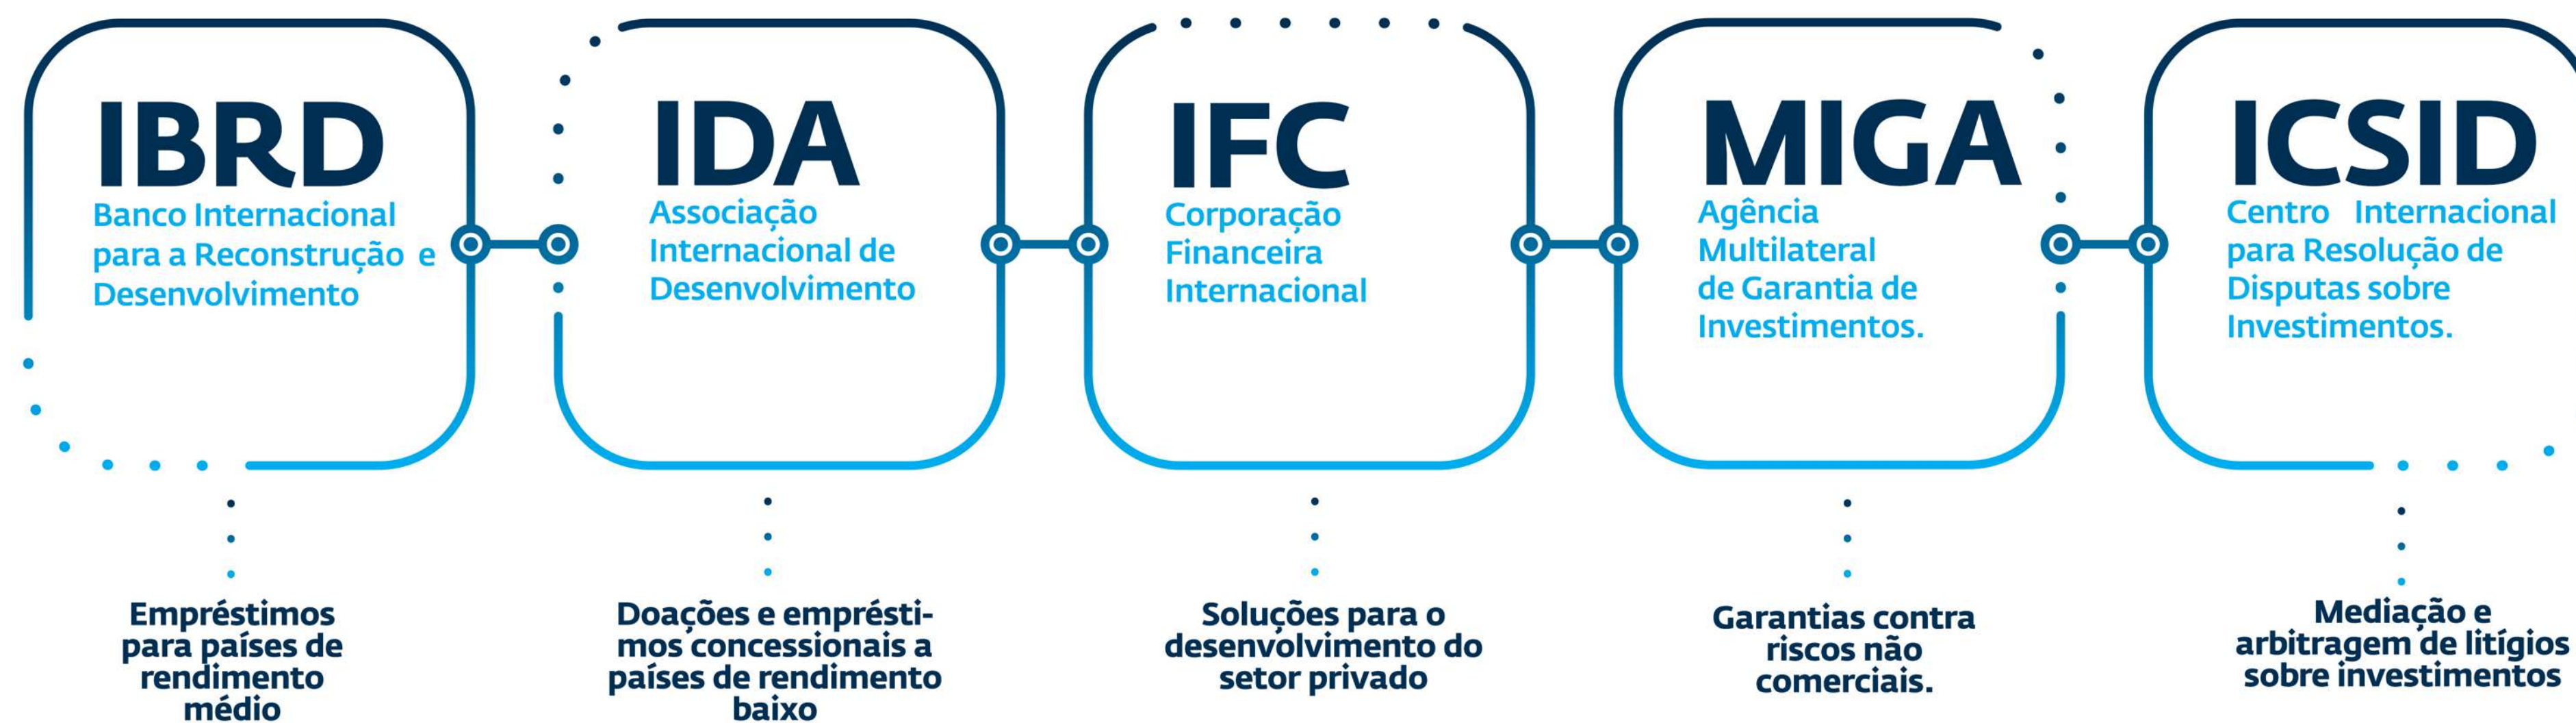 IBRD
Banco Internacional
para a Reconstrução e
Desenvolvimento
Empréstimos
para países de
rendimento
médio
IDA
Associação
Internacional de
Desenvolvimento
Doações e emprésti-
mos concessionais a
países de rendimento
baixo
IFC
Corporação
Financeira
Internacional
Soluções para o
desenvolvimento do
setor privado
MIGA
Agência
Multilateral
de Garantia de
Investimentos.
Garantias contra
riscos não
comerciais.
ICSID
Centro Internacional
para Resolução de
Disputas sobre
Investimentos.
Mediação e
arbitragem de litígios
sobre investimentos